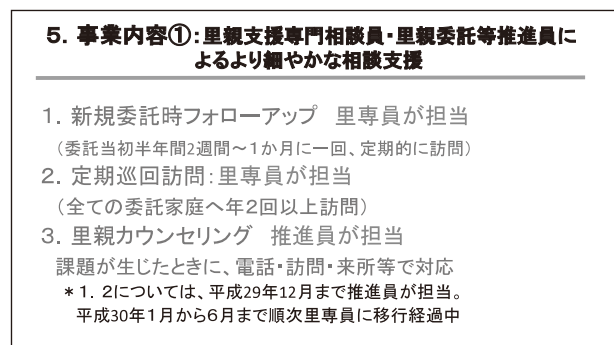 5．事業内容①：里親支援専門相談員・里親委託等推進員に
よるより細やかな相談支援
1．新規委託時フォローアップ　里専員が担当
（委託当初半年間2週間～1か月に一回、定期的に訪問）
2．定期巡回訪問：里専員が担当
（全ての委託家庭へ年2回以上訪問）
3．里親カウンセリング　推進員が担当
課題が生じたときに、電話・訪問・来所等で対応
＊1．2については、平成29年12月まで推進員が担当。
平成30年1月から6月まで順次里専員に移行経過中